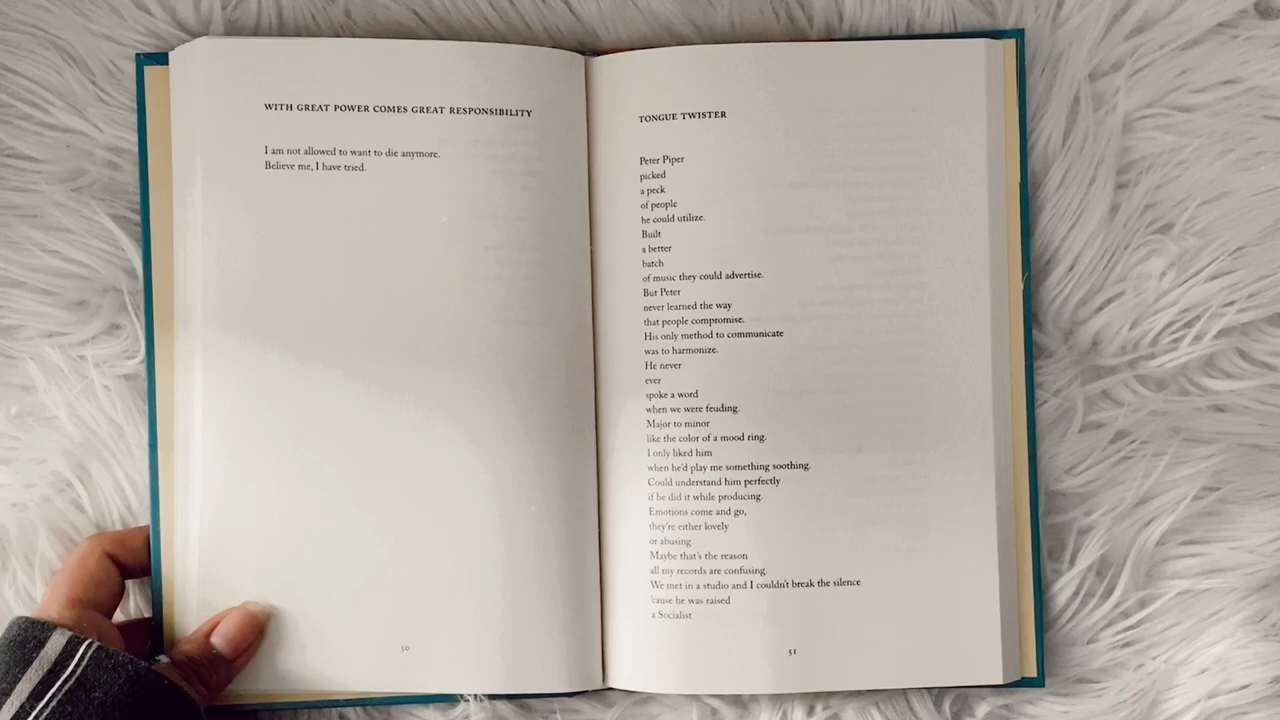 WITH GREAT POWER COMES GREAT RESPONSIBILITY
I am not allowed to want to die anymore.
Believe me, I have tried.
50
TONGUE TWISTER
Peter Piper
picked
a peck
of people
he could utilize.
Built
a better
batch
of music they could advertise.
But Peter
never learned the way
that people compromise.
His only method to communicate
was to harmonize.
He never
ever
spoke a word
when we were feuding.
Major to minor
like the color of a mood ring.
I only liked him
when he'd play me something soothing.
Could understand him perfectly
if he did it while producing.
Emotions come and go,
they're either lovely
or abusing.
Maybe that's the reason
all my records are confusing.
We met in a studio and I couldn't break the silence
'cause he was raised
a Socialist
51